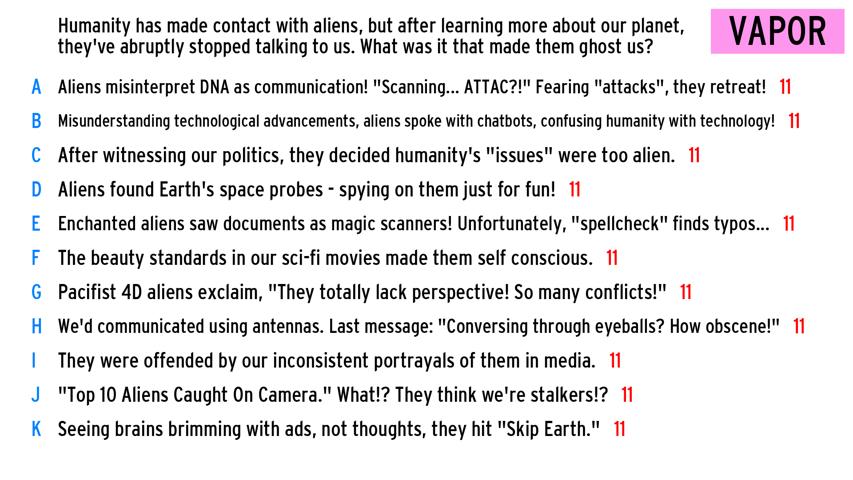 Humanity has made contact with aliens, but after learning more about our planet,
they've abruptly stopped talking to us. What was it that made them ghost us?
VAPOR
A Aliens misinterpret DNA as communication! "Scanning... ATTAC?!" Fearing "attacks", they retreat! 11
B Misunderstanding technological advancements, aliens spoke with chatbots, confusing humanity with technology! 11
C After witnessing our politics, they decided humanity's "issues" were too alien. 11
D Aliens found Earth's space probes - spying on them just for fun! 11
E Enchanted aliens saw documents as magic scanners! Unfortunately, "spellcheck" finds typos... 11
F The beauty standards in our sci-fi movies made them self conscious. 11
G Pacifist 4D aliens exclaim, "They totally lack perspective! So many conflicts!" 11
H We'd communicated using antennas. Last message: "Conversing through eyeballs? How obscene!" 11
I They were offended by our inconsistent portrayals of them in media. 11
J "Top 10 Aliens Caught On Camera." What!? They think we're stalkers!? 11
K Seeing brains brimming with ads, not thoughts, they hit "Skip Earth." 11